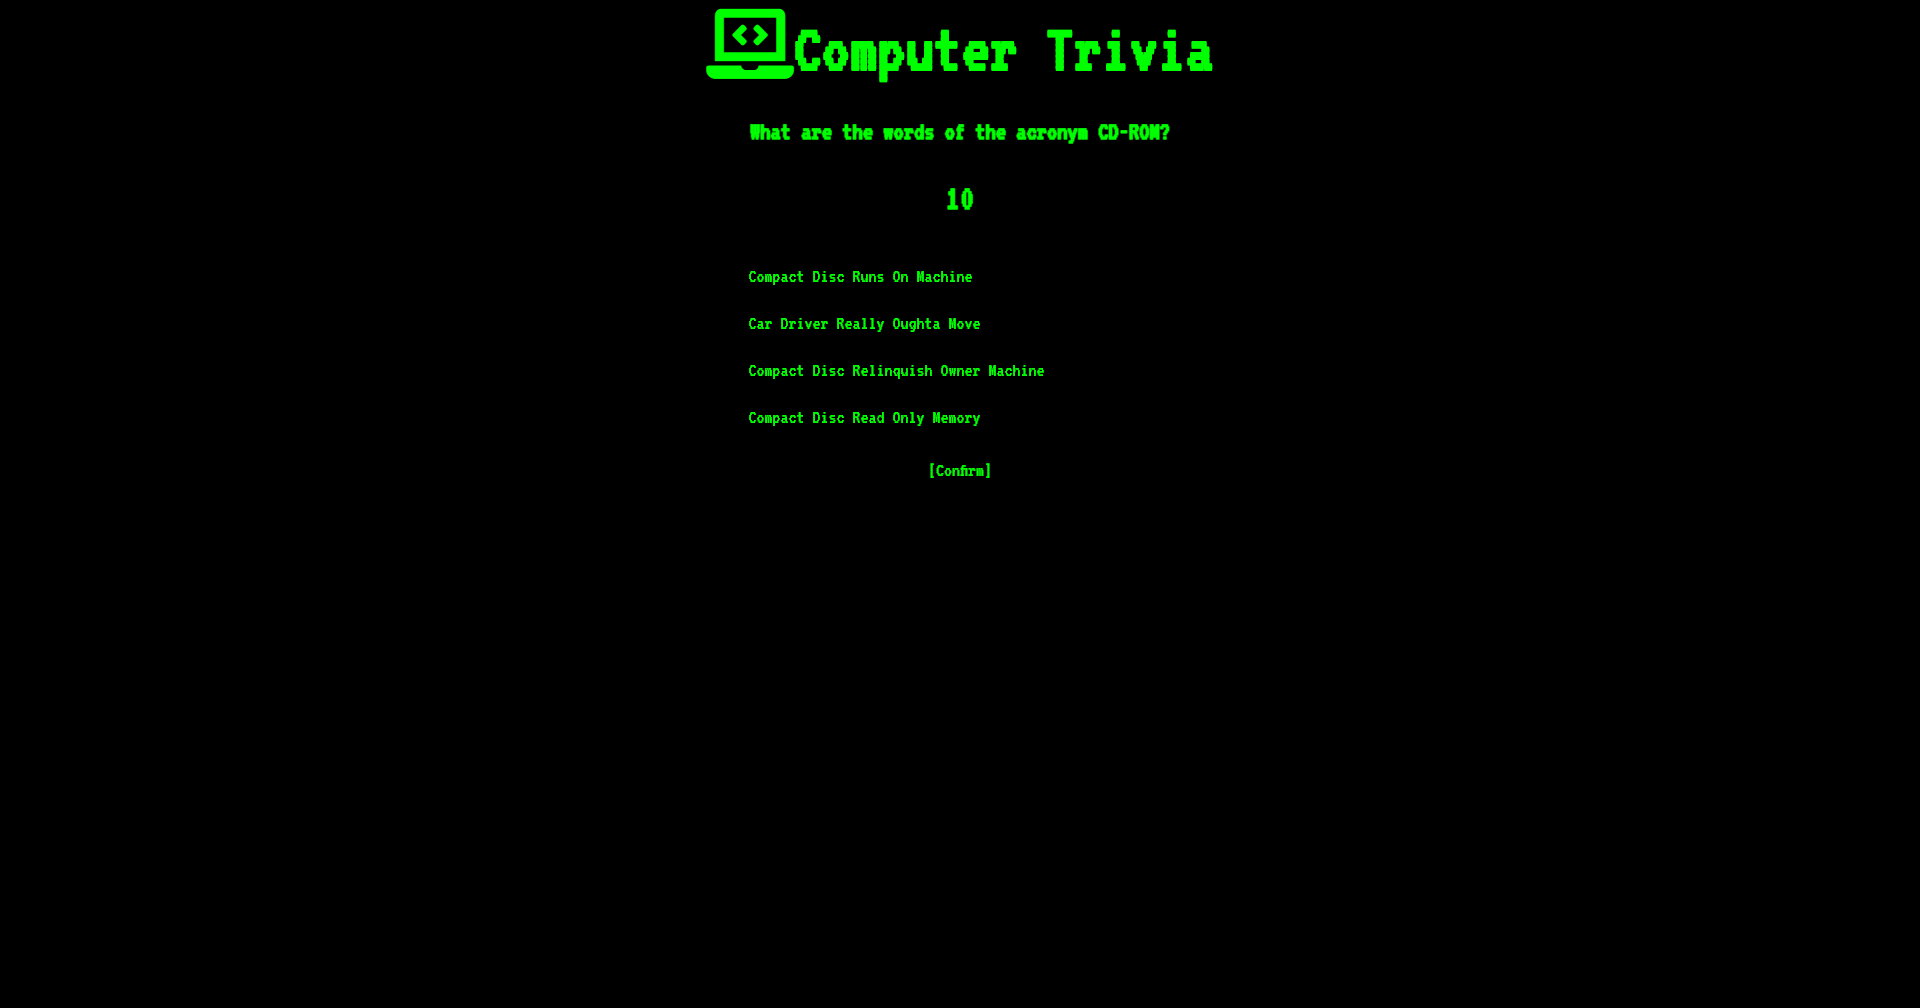 Computer Trivia
What are the words of the acronym CD-ROM?
10
Compact Disc Runs On Machine
Car Driver Really Oughta Move
Compact Disc Relinquish Owner Machine
Compact Disc Read Only Memory
[Confirm]